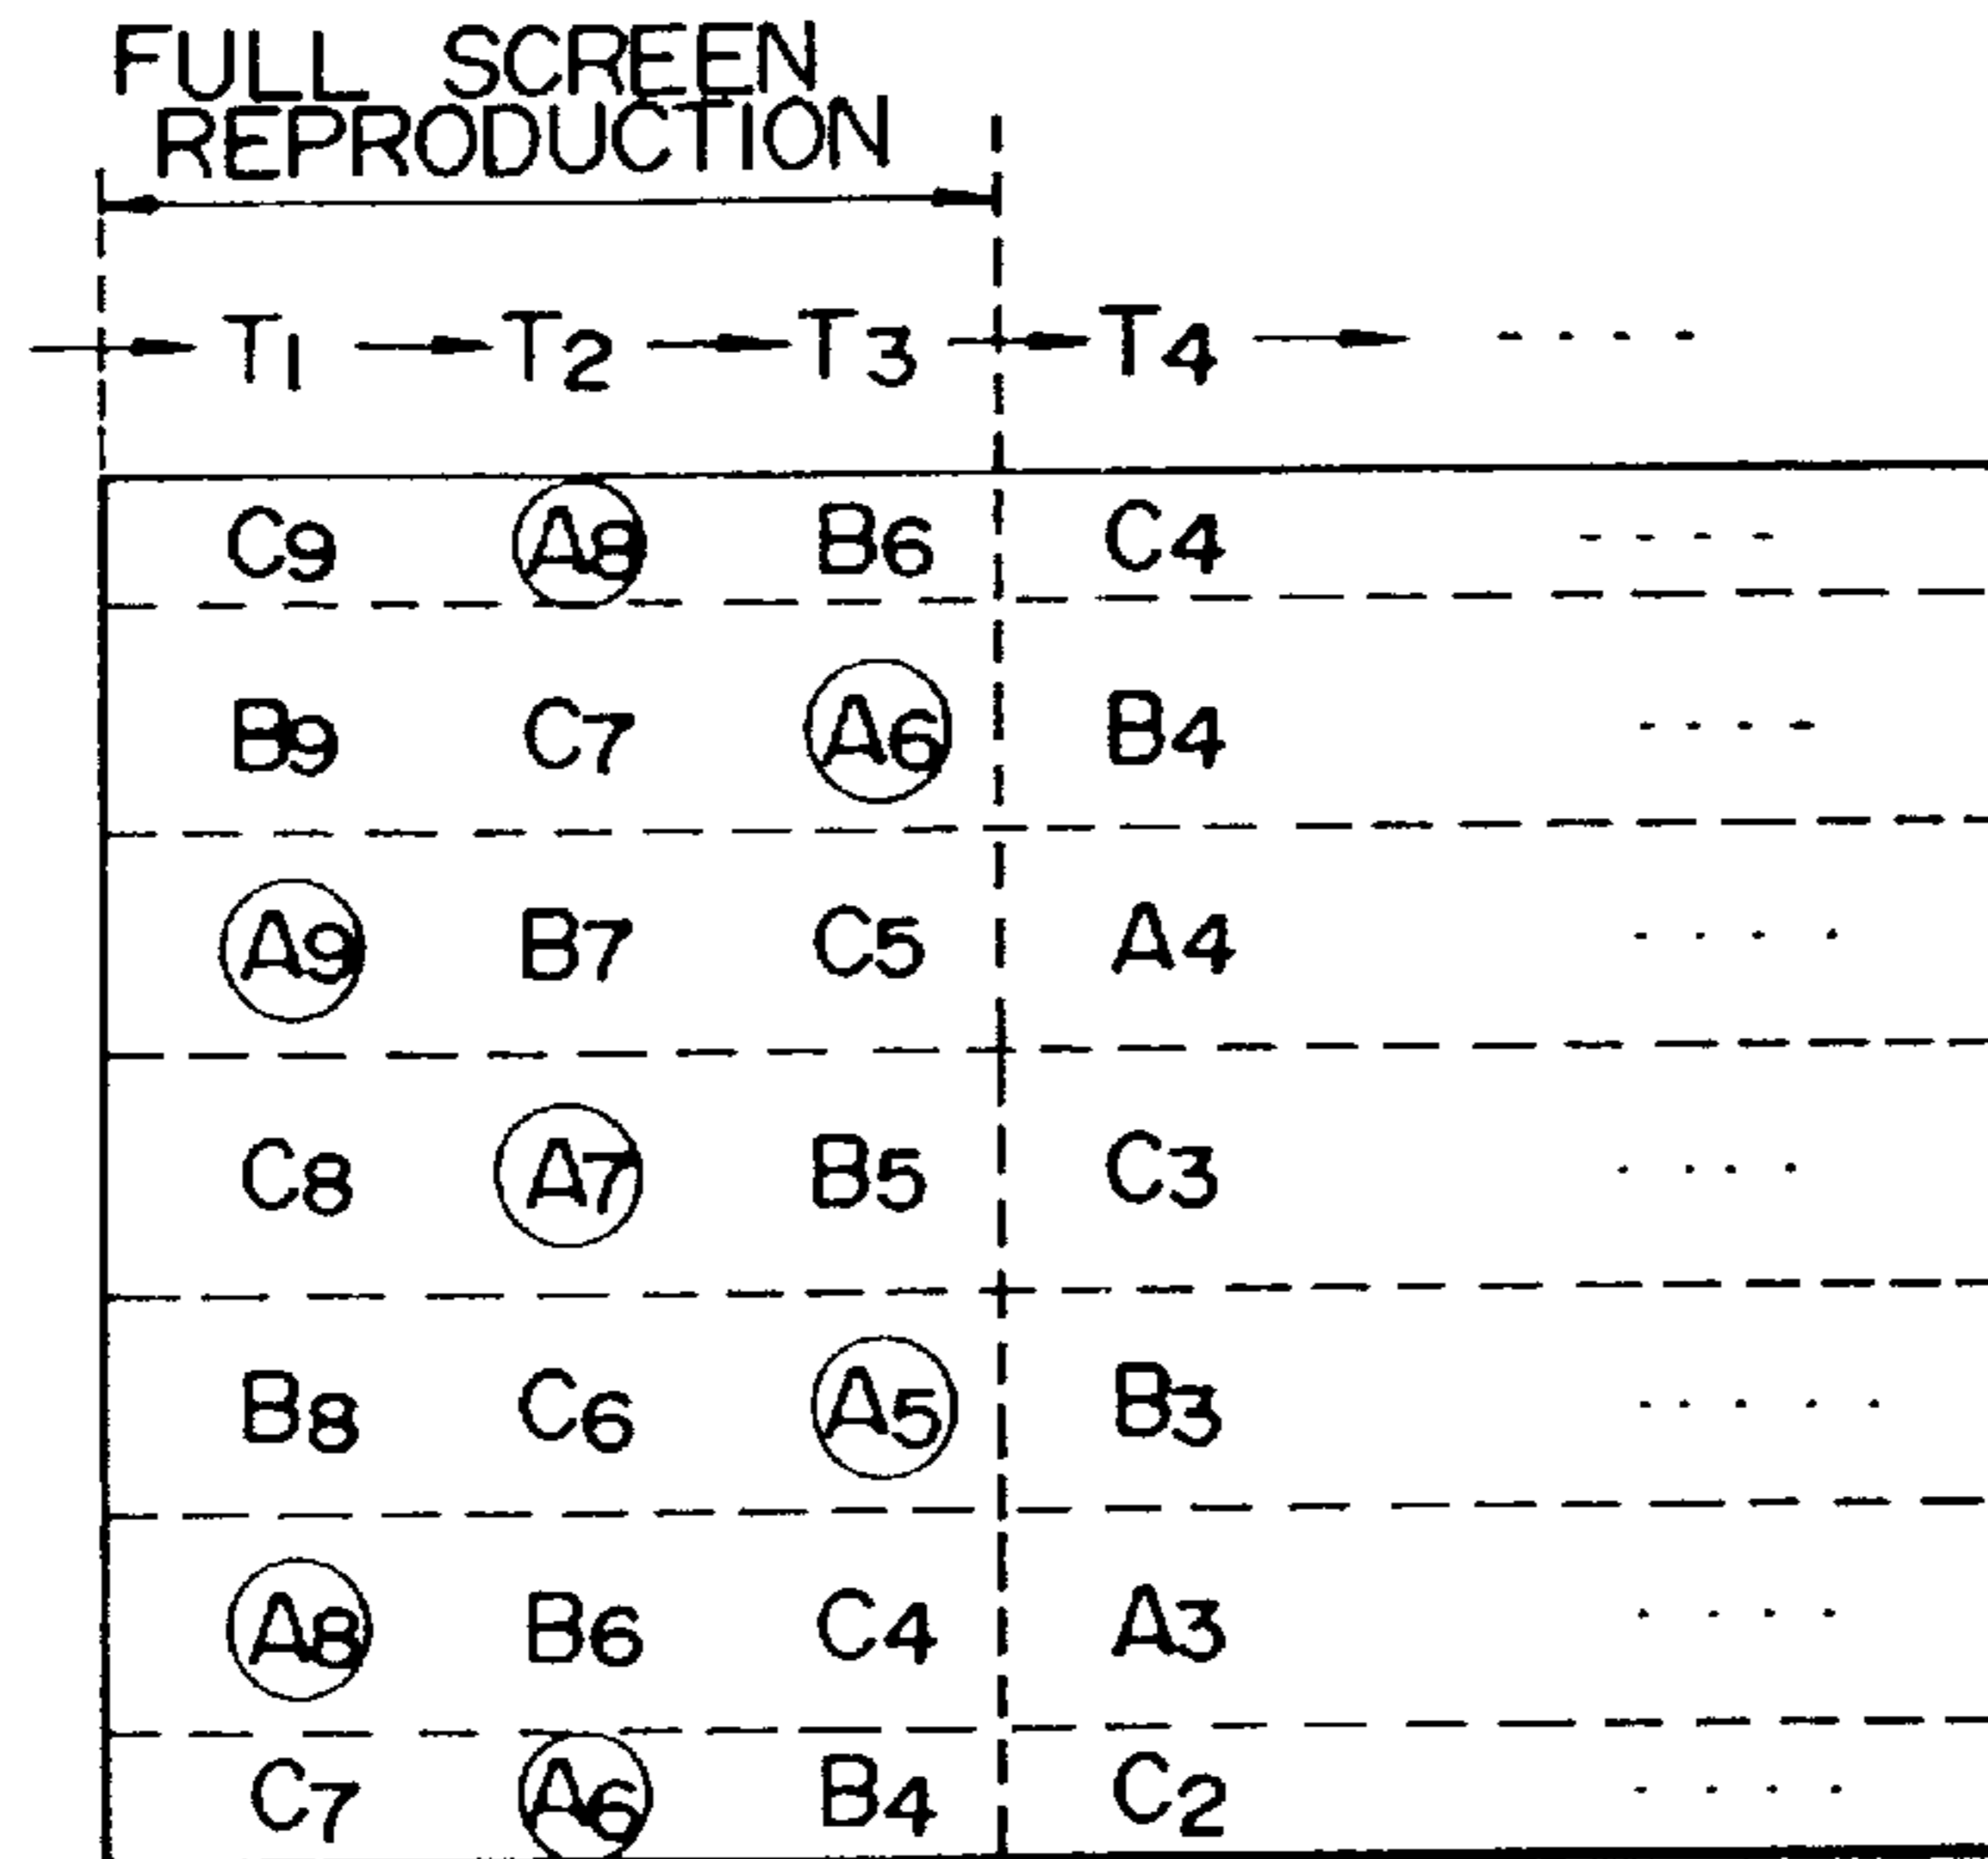 FULL SCREEN
REPRODUCTION
T1 T2 T3 T4 ....
C9 A8 B6 C4 ....
B9 C7 A6 B4 ....
A9 B7 C5 A4 ....
C8 A7 B5 C3 ....
B8 C6 A5 B3 .....
A8 B6 C4 A3 ....
C7 A6 B4 C2 ....